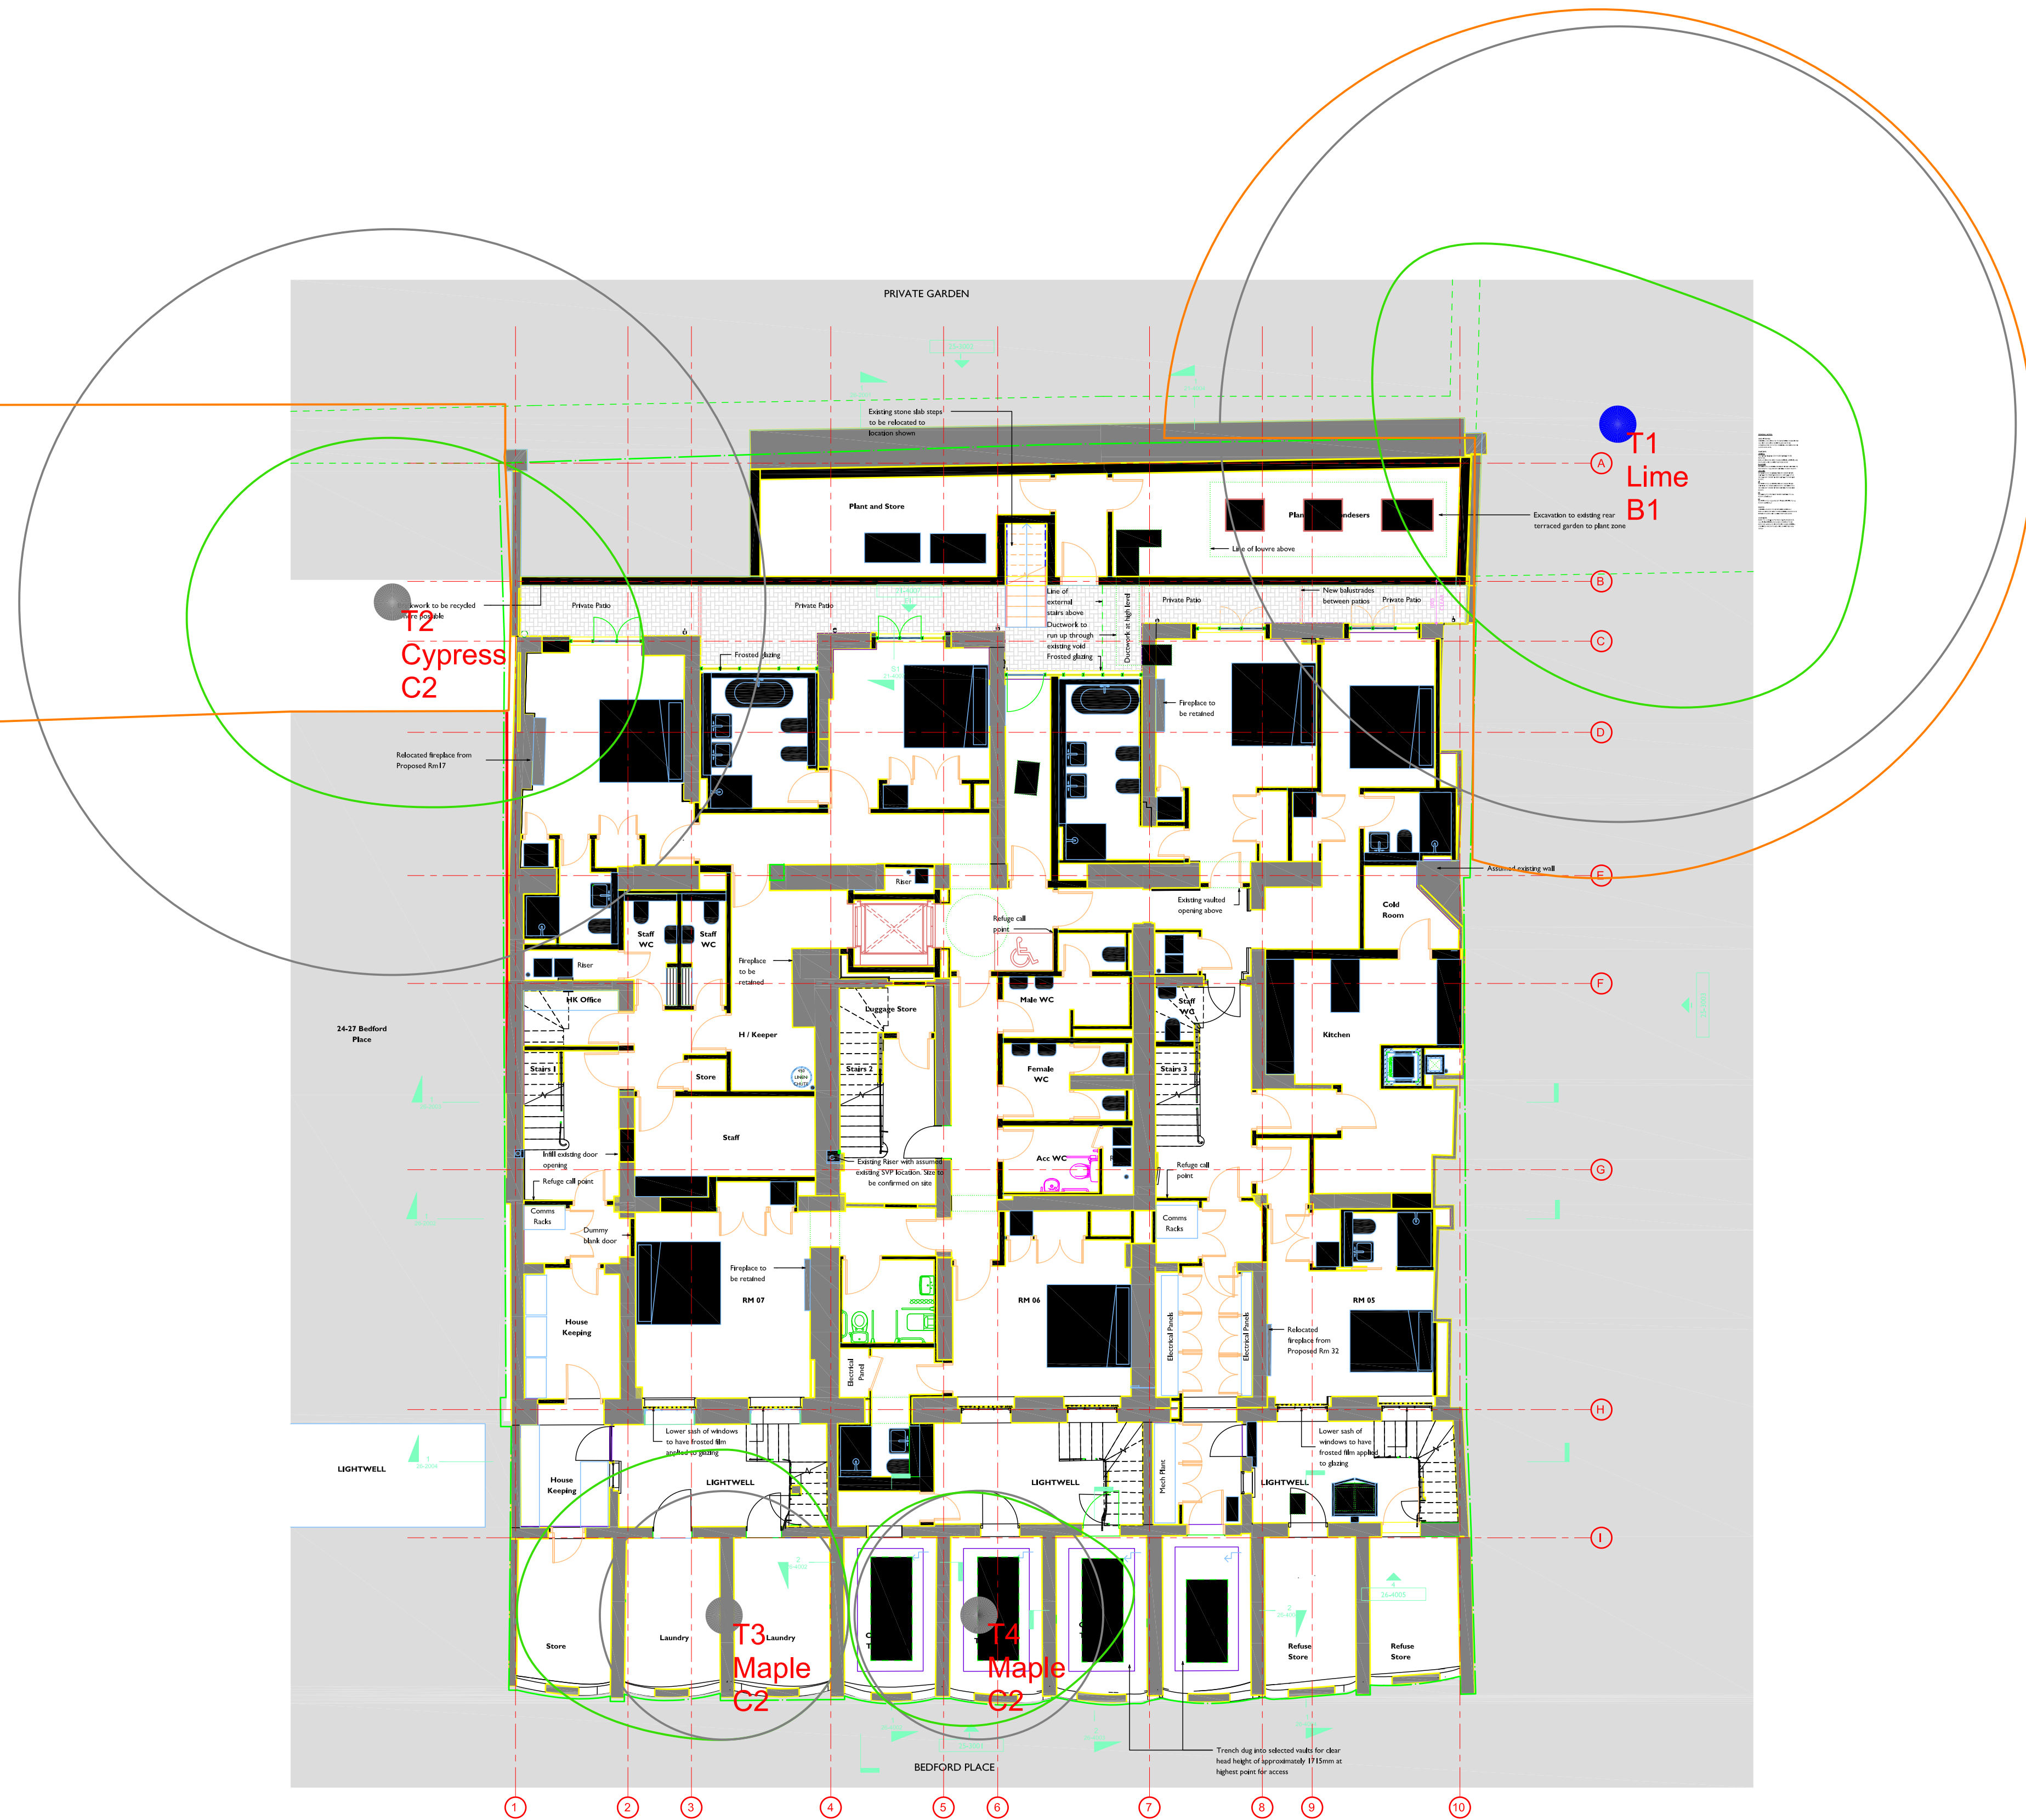 PRIVATE GARDEN
Existing stone slab steps
to be relocated to
location shown
T1
Lime
B1
A
Plant and Store
Excavation to existing rear
terraced garden to plant zone
Line of louvre above
B
T2
Cypress
C2
Private Patio
Private Patio
Line of
external
stairs above
Ductwork to
run up through
existing void
Frosted glazing
Ductwork at high level
Private Patio
New balustrades
between patios
Private Patio
C
Frosted glazing
Fireplace to
be retained
D
Relocated fireplace from
Proposed Rm17
E
Riser
Assumed existing wall
Existing vaulted
opening above
Cold
Room
Refuge call
point
Staff
WC
Staff
WC
Fireplace
to be
retained
Riser
F
HK Office
Luggage Store
Male WC
Staff
WC
24-27 Bedford
Place
H / Keeper
Kitchen
Stairs 1
Store
LINEN
CHUTE
Stairs 2
Female
WC
Stairs 3
Staff
Infill existing door
opening
Existing Riser with assumed
existing SVP location. Size to
be confirmed on site
Acc WC
Refuge call
point
G
Refuge call point
Comms
Racks
Dummy
blank door
Comms
Racks
Fireplace to
be retained
RM 07
RM 06
RM 05
House
Keeping
Electrical
Panel
Electrical Panels
Electrical Panels
Relocated
fireplace from
Proposed Rm 32
H
Lower sash of windows
to have frosted film
applied to glazing
Lower sash of
windows to have
frosted film applied
to glazing
LIGHTWELL
House
Keeping
LIGHTWELL
LIGHTWELL
Mech Plant
LIGHTWELL
I
26-4005
Store
Laundry
Laundry
T3
Maple
C2
T4
Maple
C2
Refuse
Store
Refuse
Store
Trench dug into selected vaults for clear
head height of approximately 1715mm at
highest point for access
BEDFORD PLACE
1
2
3
4
5
6
7
8
9
10